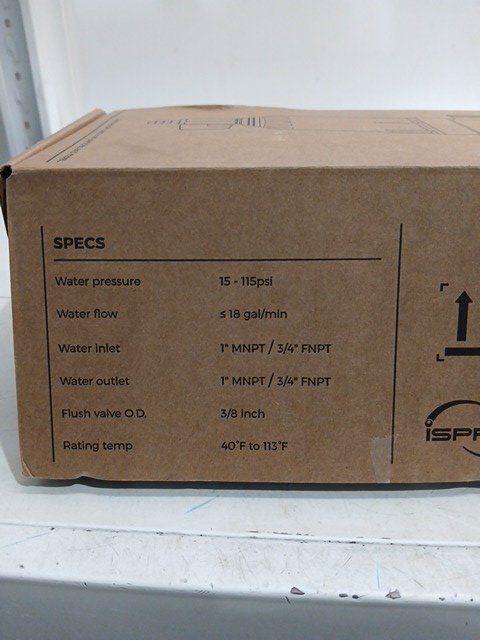 SPECS
Water pressure 15 - 115psi
Water flow ≤ 18 gal/min
Water inlet 1" MNPT / 3/4" FNPT
Water outlet 1" MNPT / 3/4" FNPT
Flush valve O.D. 3/8 inch
Rating temp 40°F to 113°F
iSPR